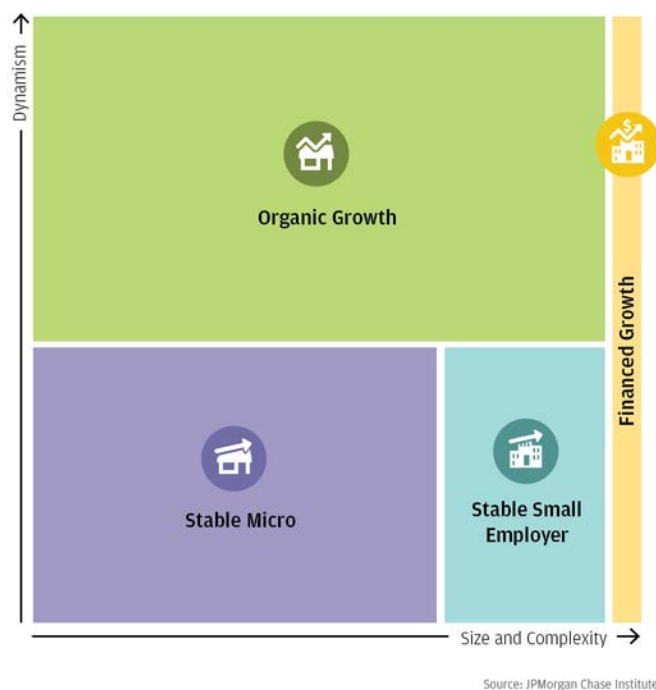 Dynamism
$
Organic Growth
Financed Growth
Stable Micro
Stable Small
Employer
Size and Complexity
Source: JPMorgan Chase Institute